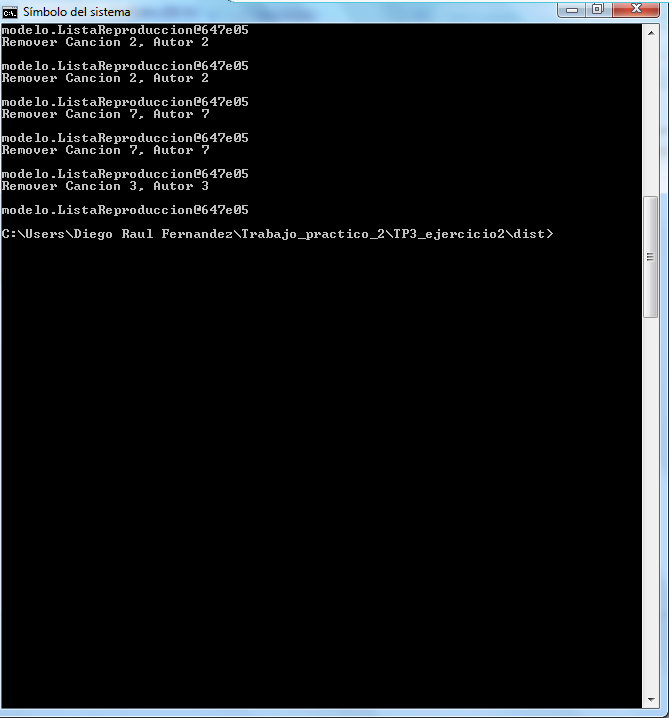 Símbolo del sistema
modelo.ListaReproduccion@647e05
Remover Cancion 2, Autor 2
modelo.ListaReproduccion@647e05
Remover Cancion 2, Autor 2
modelo.ListaReproduccion@647e05
Remover Cancion 7, Autor 7
modelo.ListaReproduccion@647e05
Remover Cancion 7, Autor 7
modelo.ListaReproduccion@647e05
Remover Cancion 3, Autor 3
modelo.ListaReproduccion@647e05
C:\Users\Diego Raul Fernandez\Trabajo_practico_2\TP3_ejercicio2\dist>